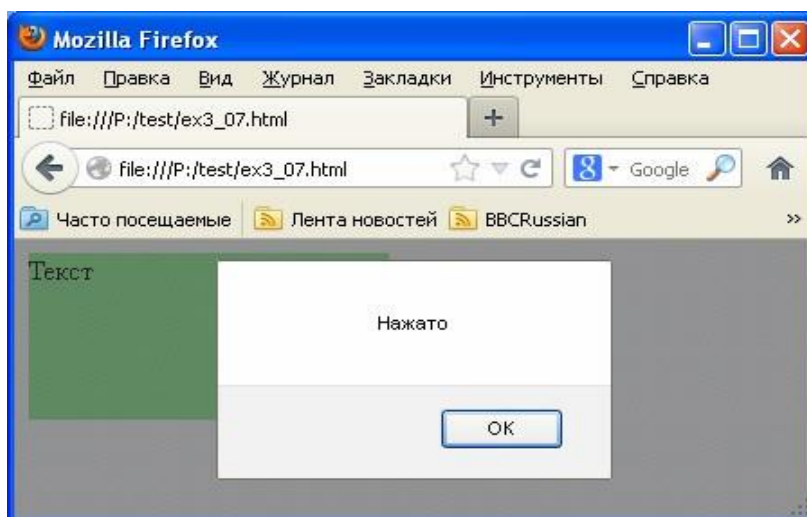 Mozilla Firefox
Файл Правка Вид Журнал Закладки Инструменты Справка
file:///P:/test/ex3_07.html +
file:///P:/test/ex3_07.html 8 Google
Часто посещаемые Лента новостей BBCRussian »
Текст
Нажато
OK